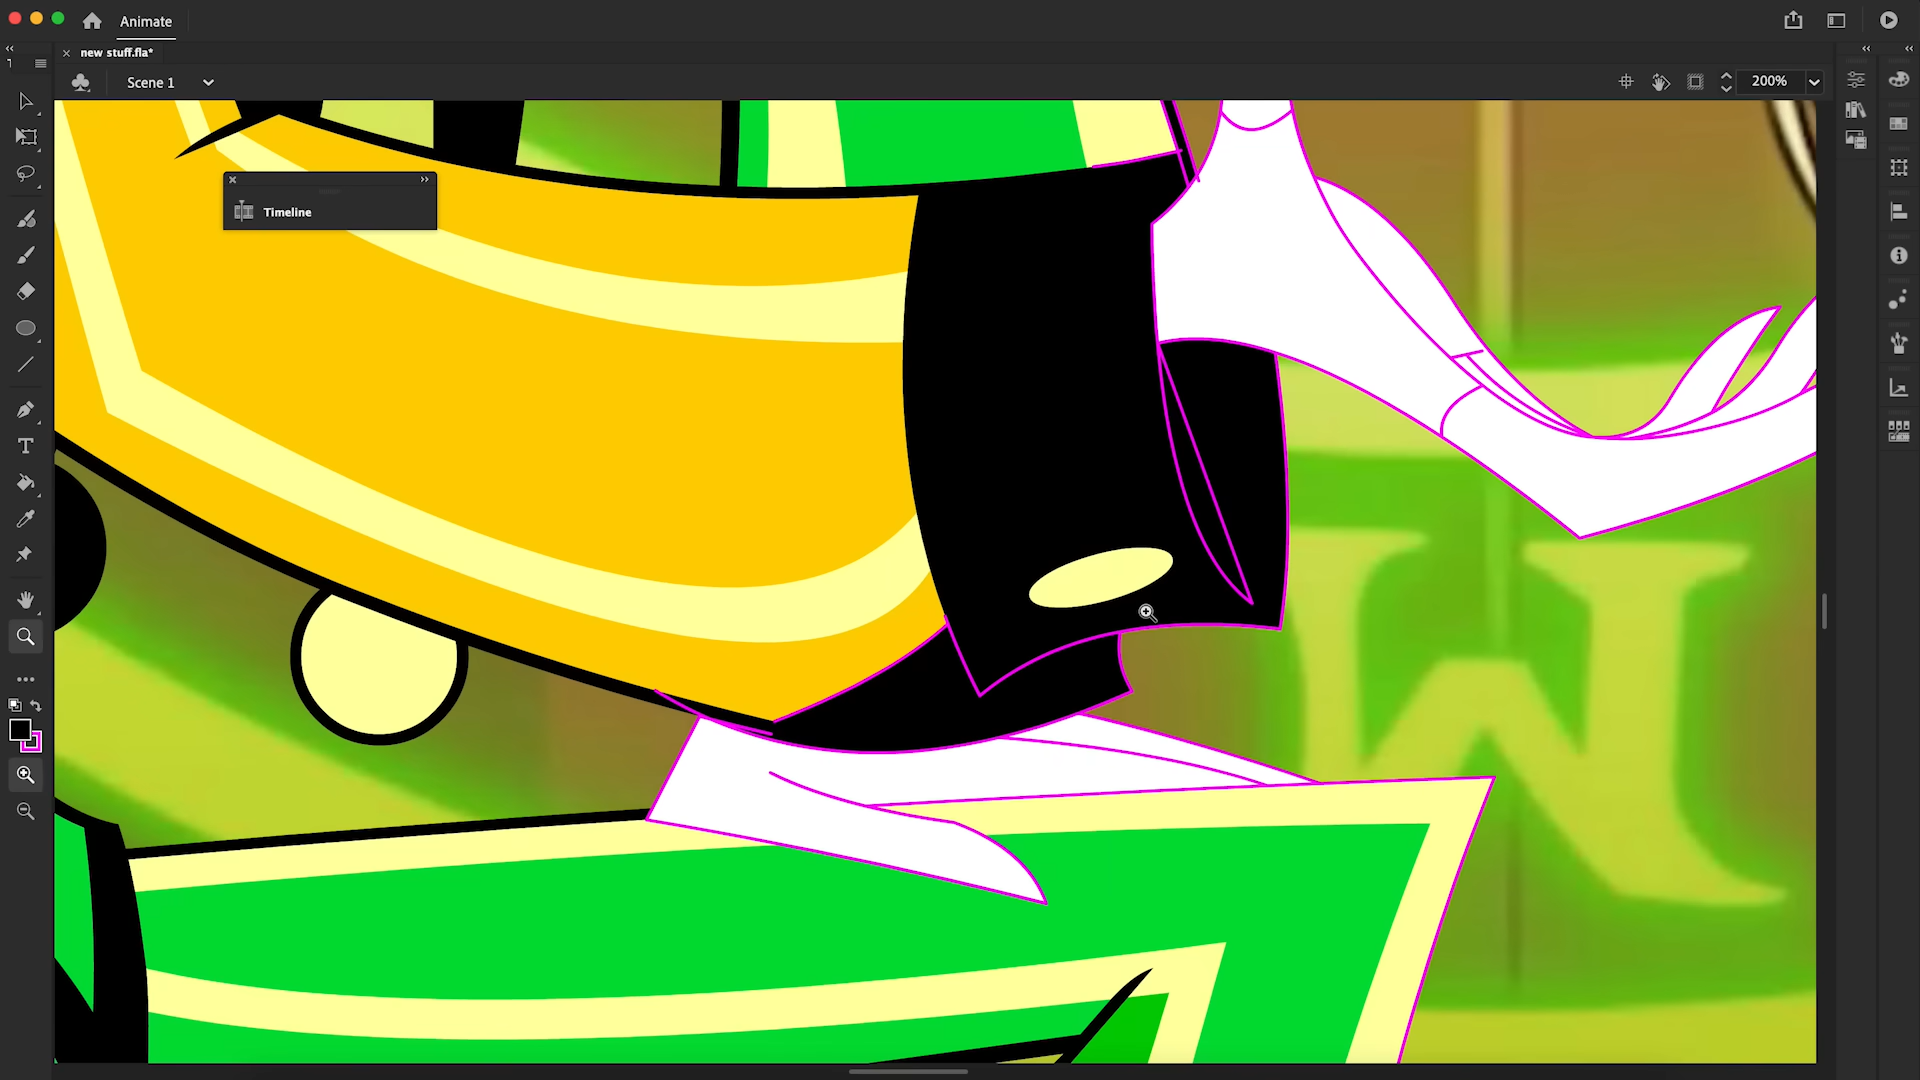 Animate
new stuff.fla*
Scene 1
200%
Timeline